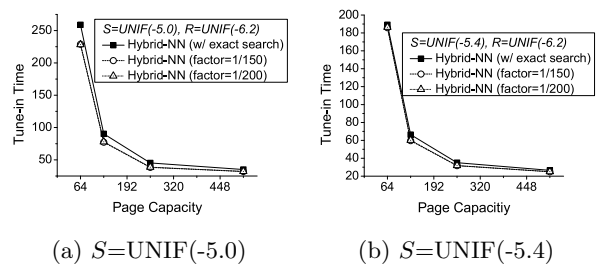 S=UNIF(-5.0), R=UNIF(-6.2)
Hybrid-NN (w/ exact search)
Hybrid-NN (factor=1/150)
Hybrid-NN (factor=1/200)
Tune-in Time
250
200
150
100
50
64 192 320 448
Page Capacity
(a) S=UNIF(-5.0)
S=UNIF(-5.4), R=UNIF(-6.2)
Hybrid-NN (w/ exact search)
Hybrid-NN (factor=1/150)
Hybrid-NN (factor=1/200)
Tune-in Time
200
180
160
140
120
100
80
60
40
20
64 192 320 448
Page Capacitiy
(b) S=UNIF(-5.4)